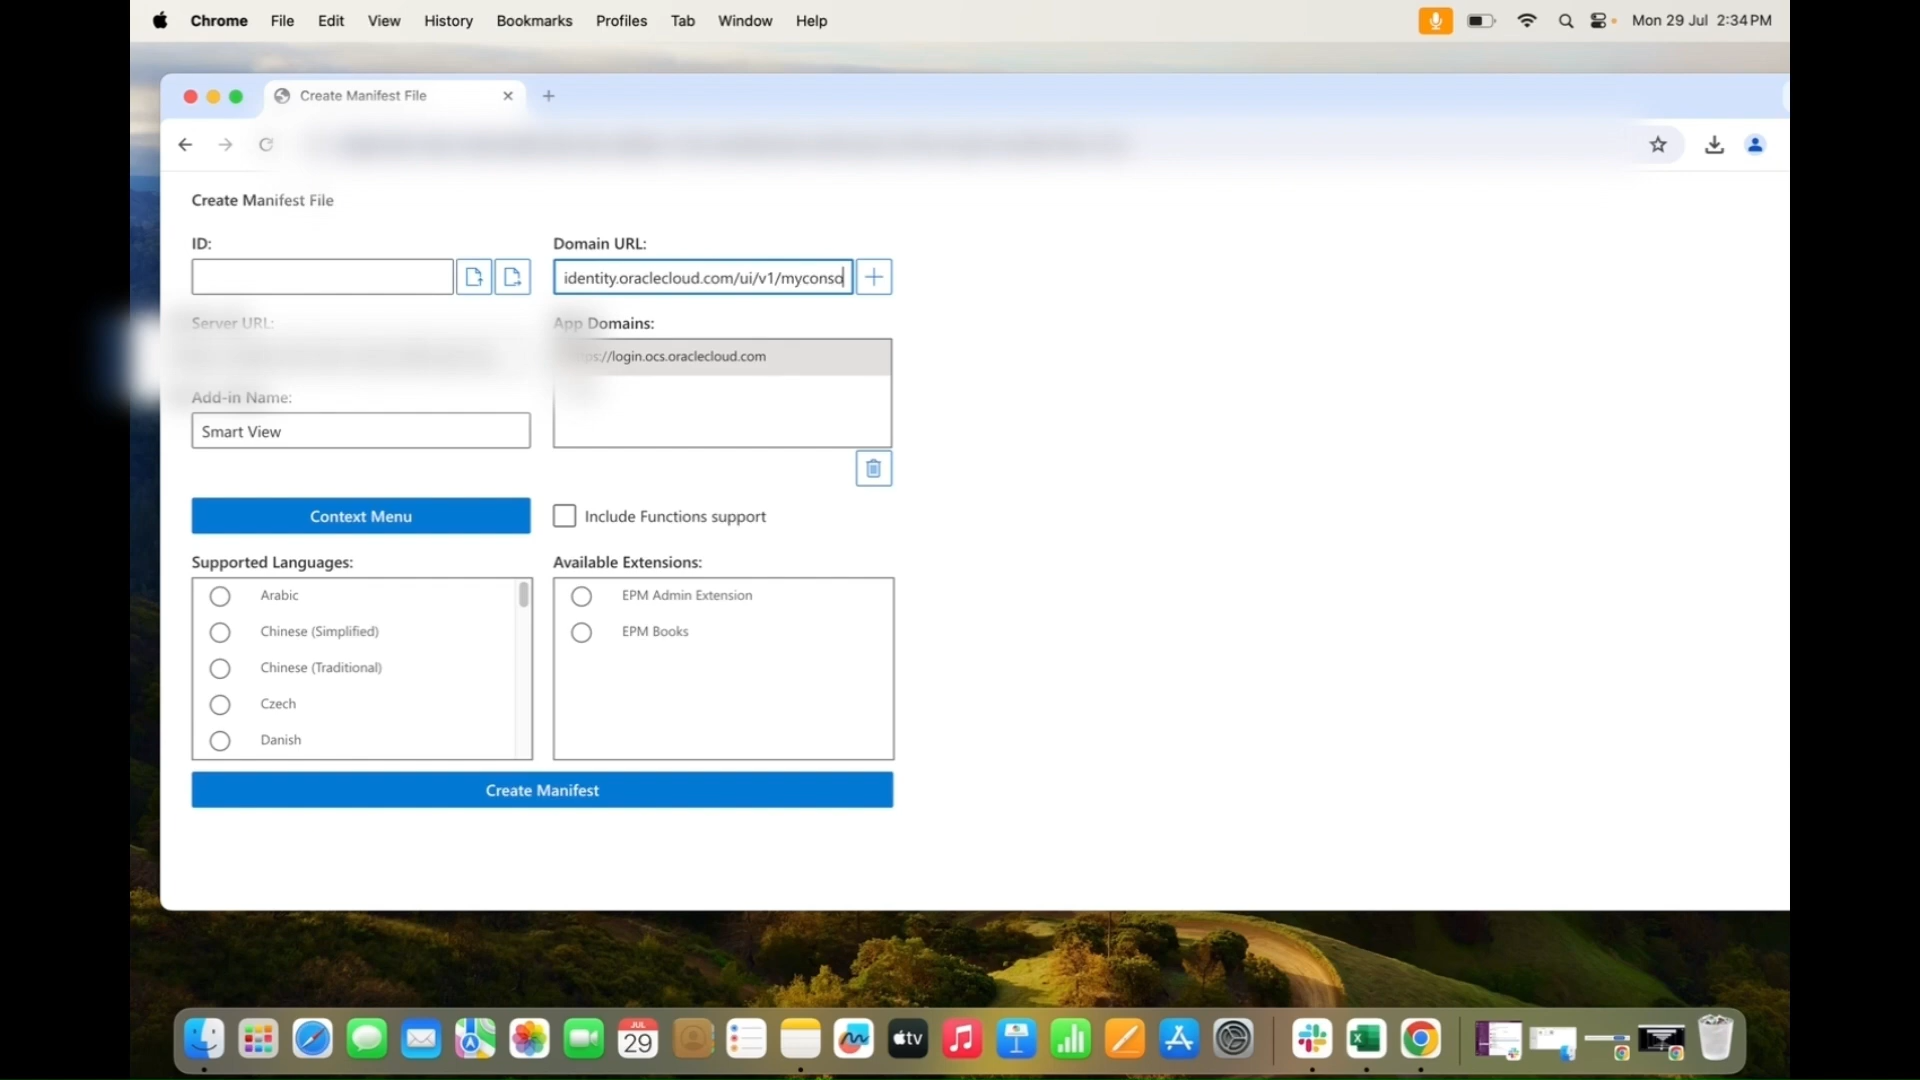 Chrome File Edit View History Bookmarks Profiles Tab Window Help Mon 29 Jul 2:34 PM
Create Manifest File
Create Manifest File
ID: Domain URL:
identity.oraclecloud.com/ui/v1/myconso
Server URL: App Domains:
://login.ocs.oraclecloud.com
Add-in Name:
Smart View
Context Menu Include Functions support
Supported Languages: Available Extensions:
Arabic EPM Admin Extension
Chinese (Simplified) EPM Books
Chinese (Traditional)
Czech
Danish
Create Manifest
JUL
29
tv